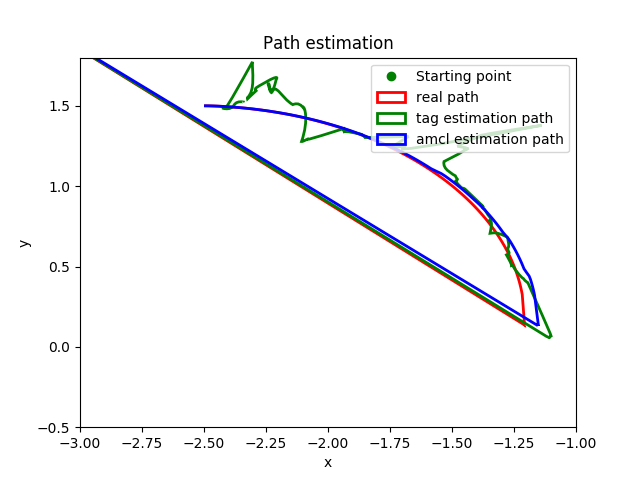 Path estimation
Starting point
real path
tag estimation path
amcl estimation path
y
1.5
1.0
0.5
0.0
−0.5
−3.00 −2.75 −2.50 −2.25 −2.00 −1.75 −1.50 −1.25 −1.00
x